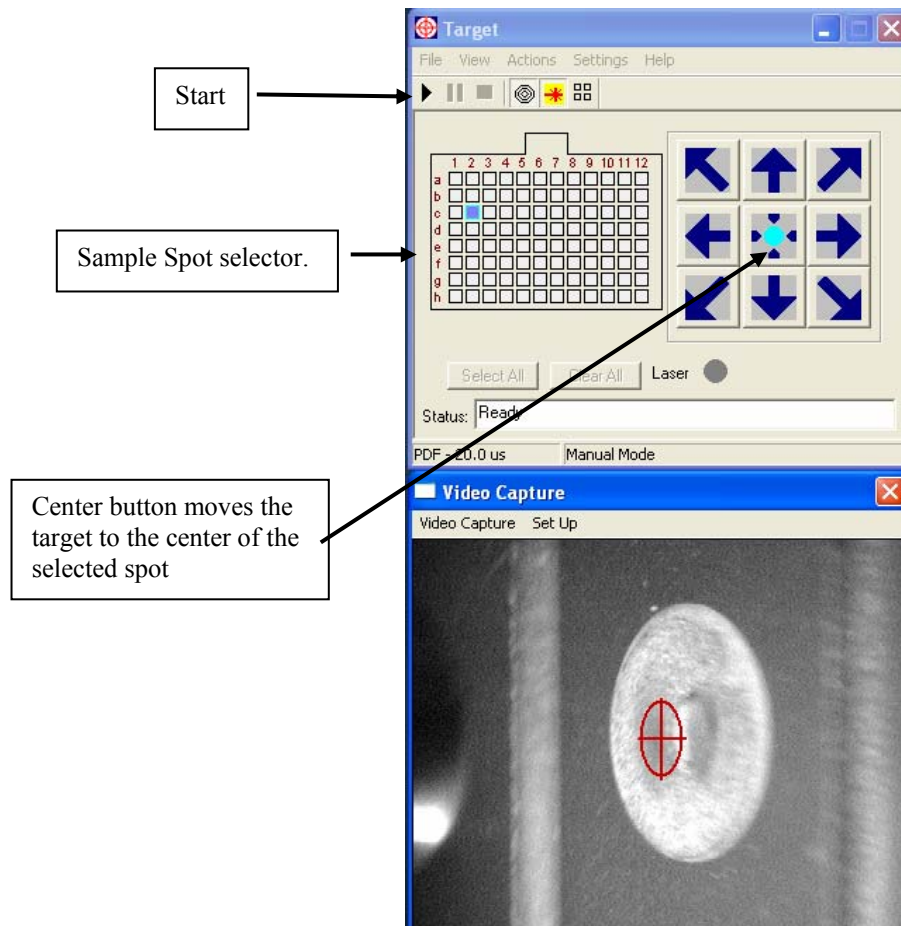 Target
File View Actions Settings Help
Start
1 2 3 4 5 6 7 8 9 10 11 12
a
b
c
d
e
f
g
h
Sample Spot selector.
Select All Clear All Laser
Status: Ready
PDF - 20.0 us Manual Mode
Video Capture
Video Capture Set Up
Center button moves the
target to the center of the
selected spot